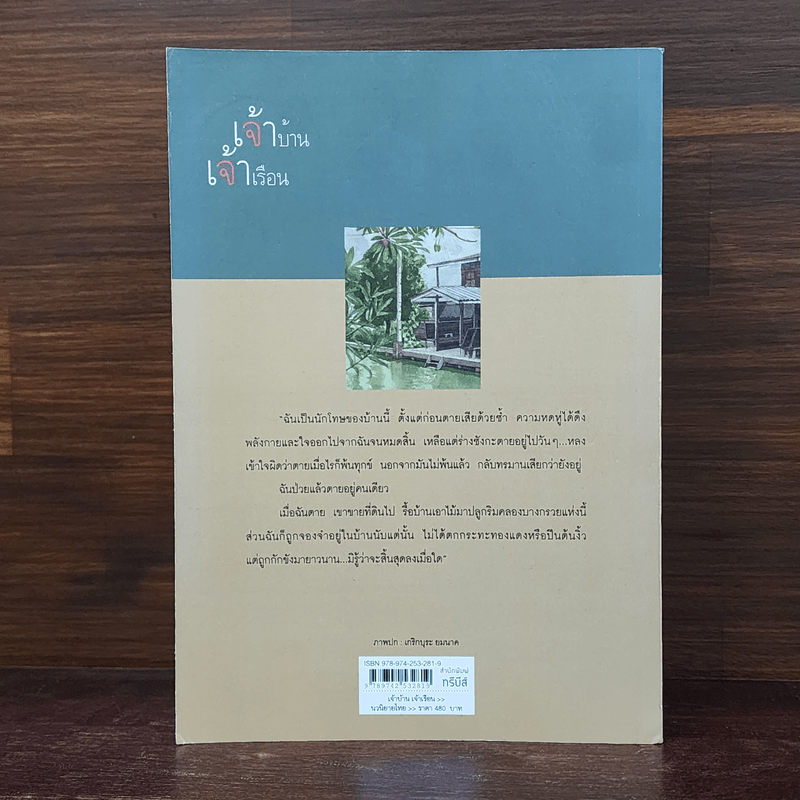 เจ้าบ้าน
เจ้าเรือน
"ฉันเป็นนักโทษของบ้านนี้ ตั้งแต่ก่อนตายเสียด้วยซ้ำ ความหดหู่ได้ดึง
พลังกายและใจออกไปจากฉันจนหมดสิ้น เหลือแต่ร่างซังกะตายอยู่ไปวันๆ...หลง
เข้าใจผิดว่าตายเมื่อไรก็พ้นทุกข์ นอกจากมันไม่พ้นแล้ว กลับทรมานเสียกว่ายังอยู่
ฉันป่วยแล้วตายอยู่คนเดียว
เมื่อฉันตาย เขาขายที่ดินไป รื้อบ้านเอาไม้มาปลูกริมคลองบางกรวยแห่งนี้
ส่วนฉันก็ถูกจองจำอยู่ในบ้านนับแต่นั้น ไม่ได้ตกกระทะทองแดงหรือปีนต้นงิ้ว
แต่ถูกกักขังมายาวนาน...มิรู้ว่าจะสิ้นสุดลงเมื่อใด"
ภาพปก : เกริกบุระ ยมนาค
ISBN 978-974-253-281-9
สำนักพิมพ์
ทรีบีส์
9 789742 532819
เจ้าบ้าน เจ้าเรือน >>
นวนิยายไทย >> ราคา 480 บาท